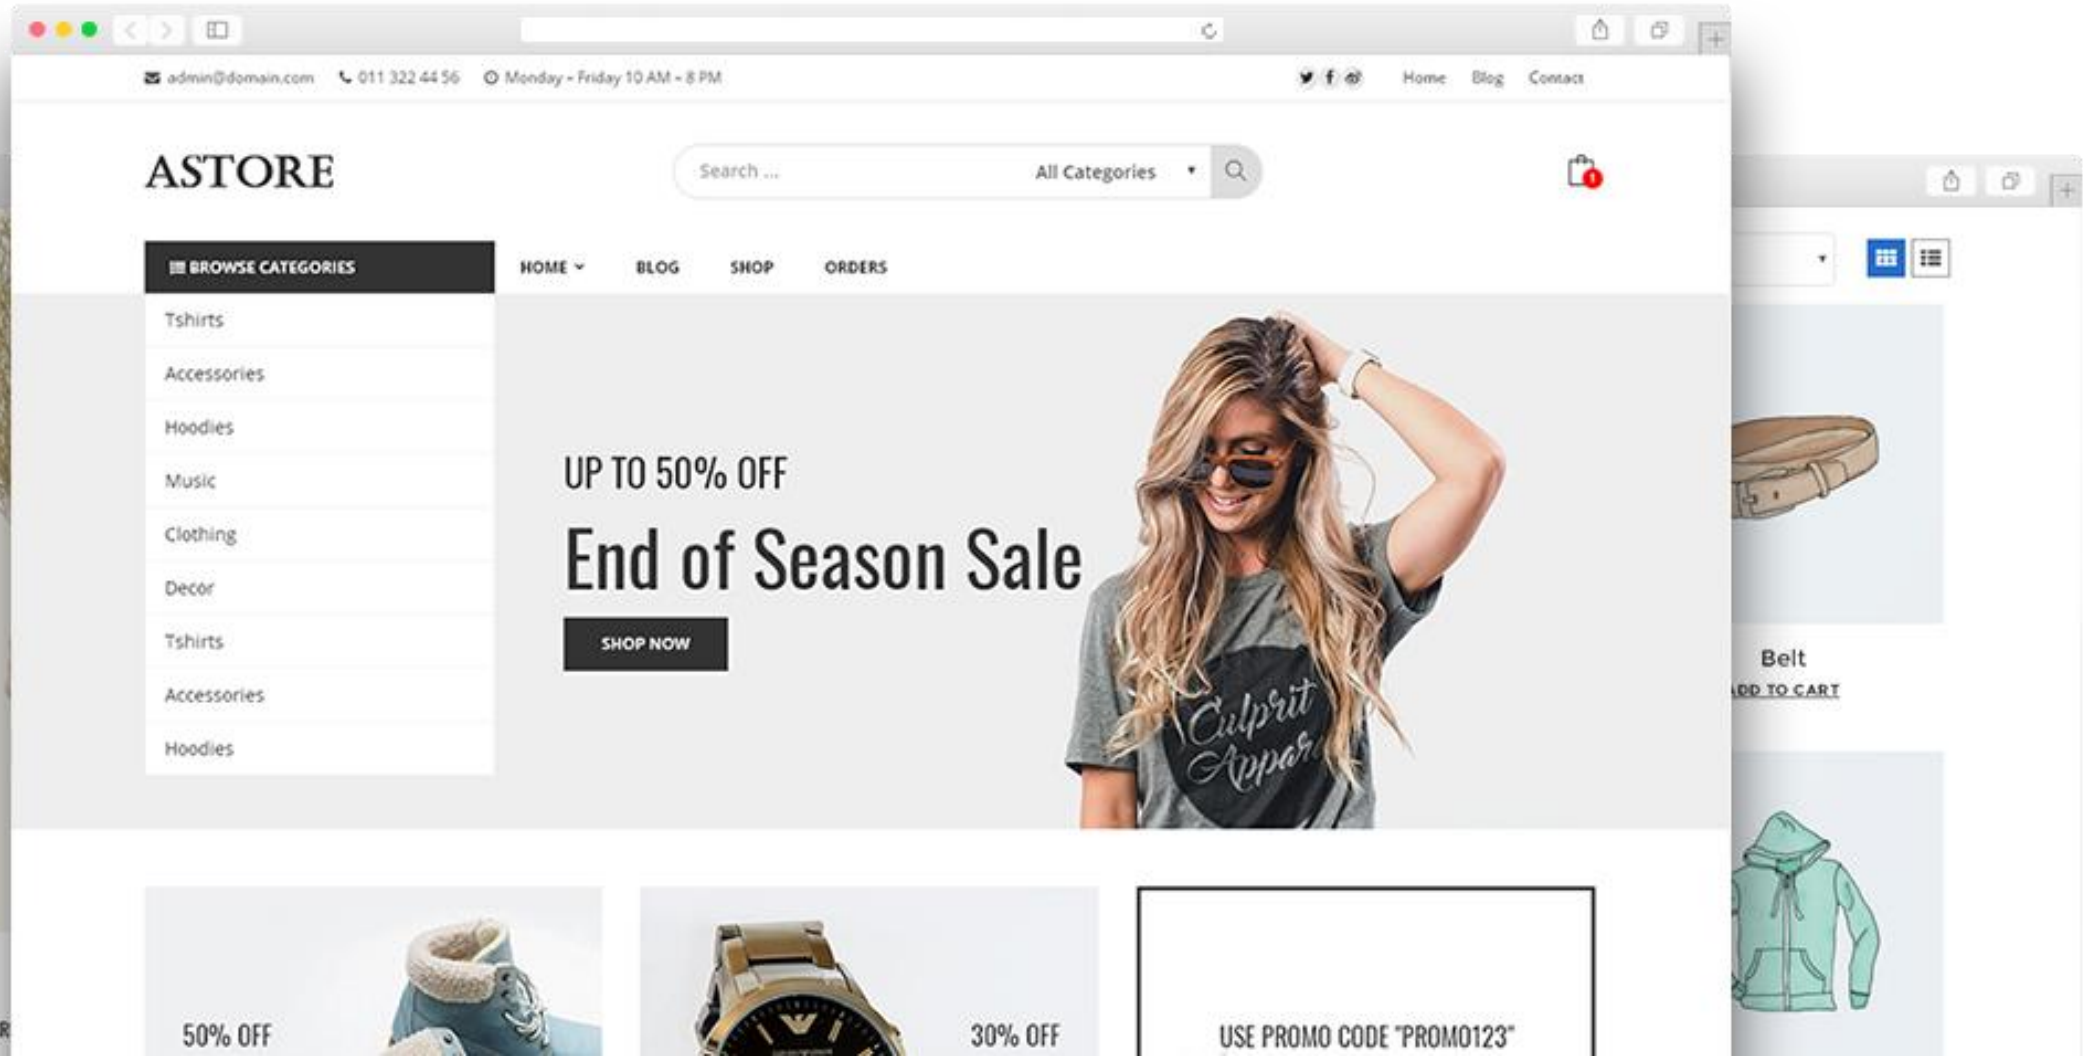 admin@domain.com 011 322 44 56 Monday - Friday 10 AM - 8 PM Home Blog Contact
ASTORE Search ... All Categories 1
BROWSE CATEGORIES HOME BLOG SHOP ORDERS
Tshirts
Accessories
Hoodies
Music
Clothing
Decor
Tshirts
Accessories
Hoodies
UP TO 50% OFF
End of Season Sale
SHOP NOW
Culprit
Appar
50% OFF
30% OFF
USE PROMO CODE "PROMO123"
Belt
DD TO CART